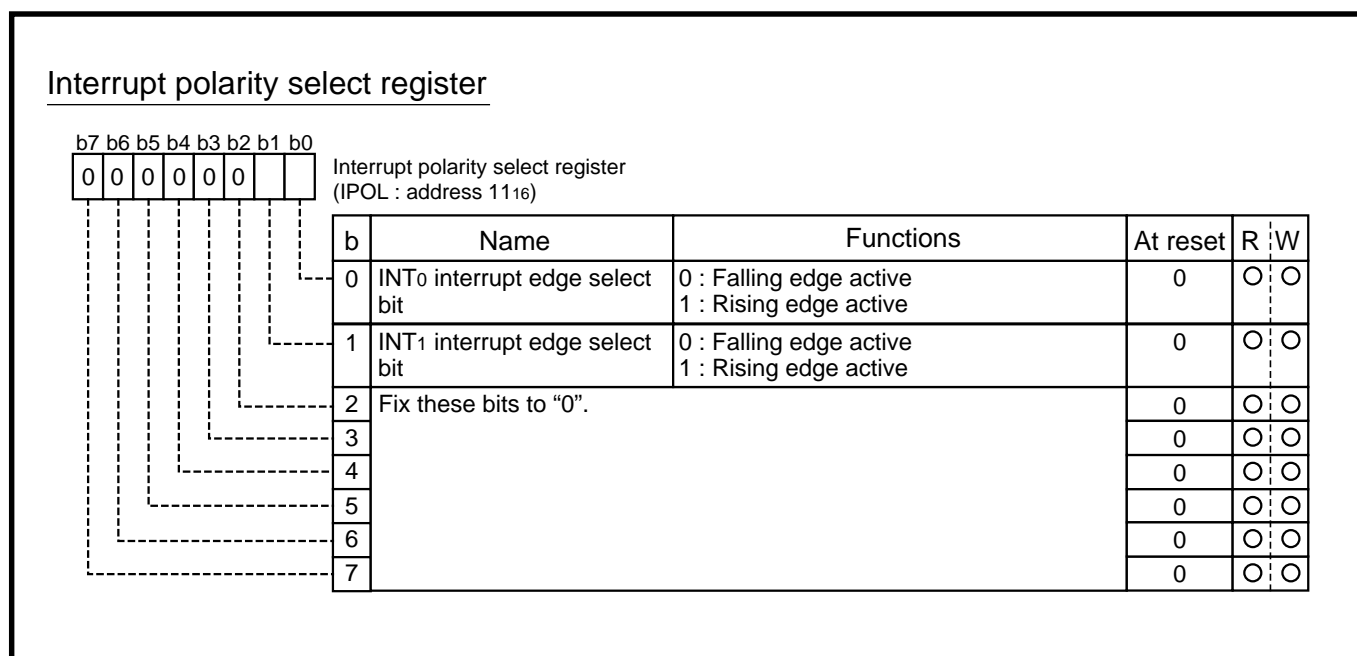 Interrupt polarity select register
b7 b6 b5 b4 b3 b2 b1 b0
0 0 0 0 0 0
Interrupt polarity select register
(IPOL : address 1116)
b Name Functions At reset R W
0 INT0 interrupt edge select bit 0 : Falling edge active 1 : Rising edge active 0 ○ ○
1 INT1 interrupt edge select bit 0 : Falling edge active 1 : Rising edge active 0 ○ ○
2 Fix these bits to “0”. 0 ○ ○
3 0 ○ ○
4 0 ○ ○
5 0 ○ ○
6 0 ○ ○
7 0 ○ ○